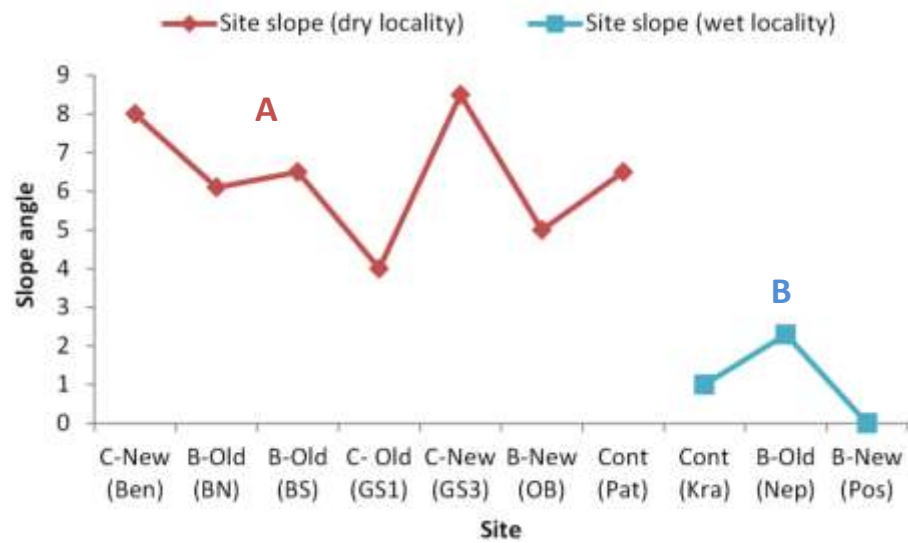 Site slope (dry locality) Site slope (wet locality)
9
8
7
6
5
4
3
2
1
0
A
B
Slope angle
C-New B-Old B-Old C- Old C-New B-New Cont Cont B-Old B-New
(Ben) (BN) (BS) (GS1) (GS3) (OB) (Pat) (Kra) (Nep) (Pos)
Site